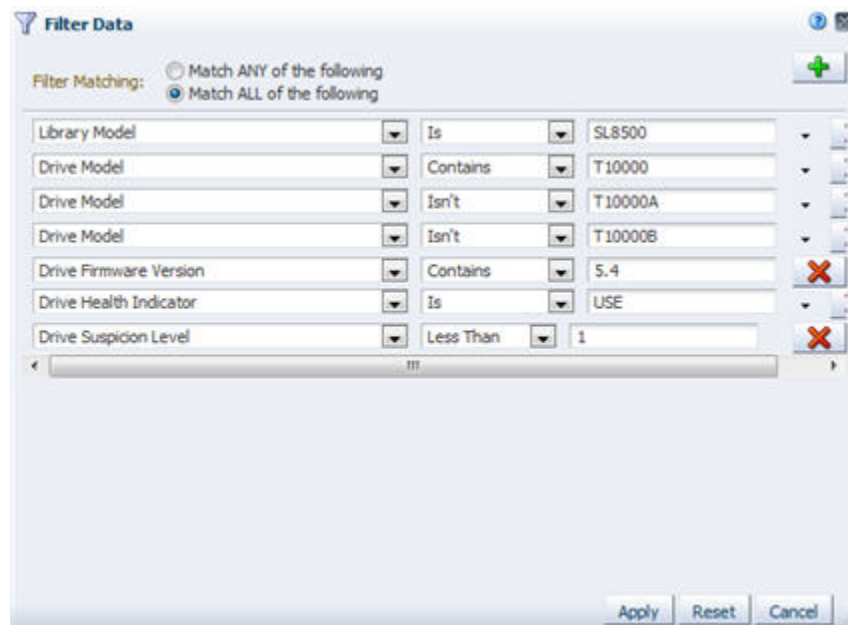 Filter Data
Filter Matching:
Match ANY of the following
Match ALL of the following
Library Model Is SL8500
Drive Model Contains T10000
Drive Model Isn't T10000A
Drive Model Isn't T10000B
Drive Firmware Version Contains 5.4
Drive Health Indicator Is USE
Drive Suspicion Level Less Than 1
Apply Reset Cancel